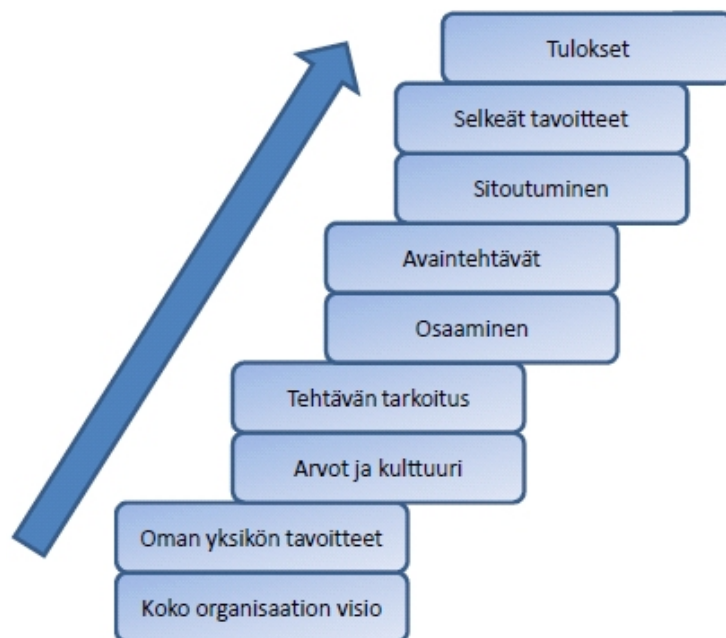 Tulokset
Selkeät tavoitteet
Sitoutuminen
Avaintehtävät
Osaaminen
Tehtävän tarkoitus
Arvot ja kulttuuri
Oman yksikön tavoitteet
Koko organisaation visio